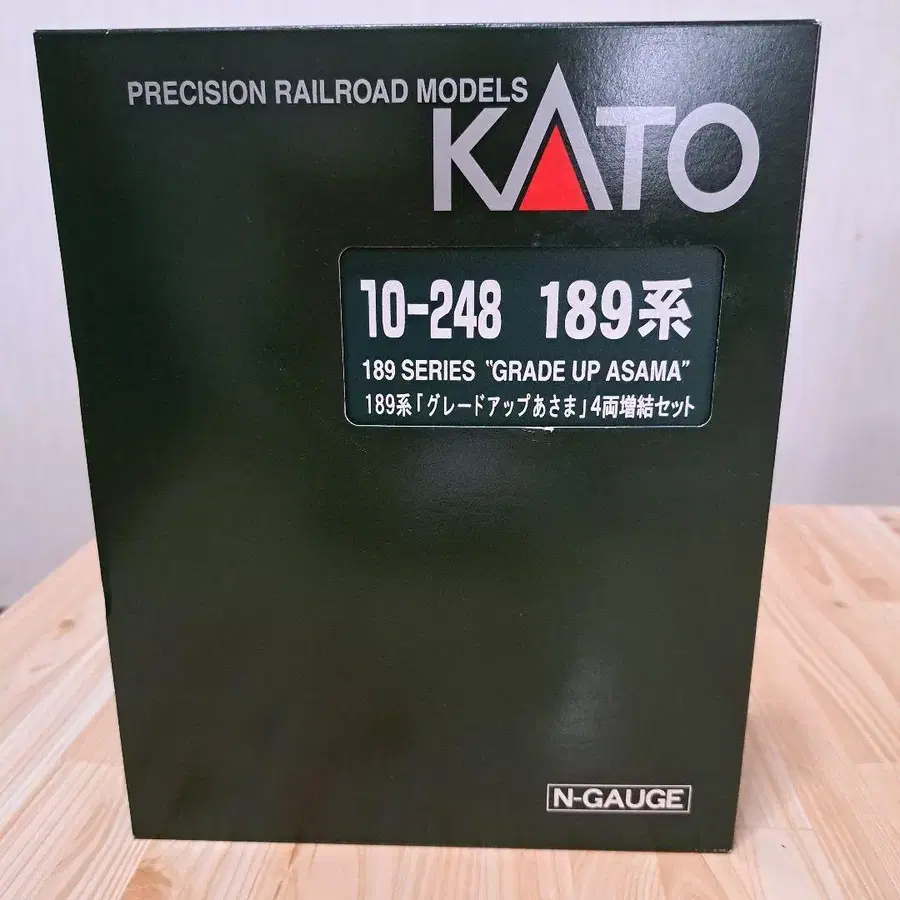 PRECISION RAILROAD MODELS
KATO
10-248 189系
189 SERIES "GRADE UP ASAMA"
189系「グレードアップあさま」4両増結セット
N-GAUGE